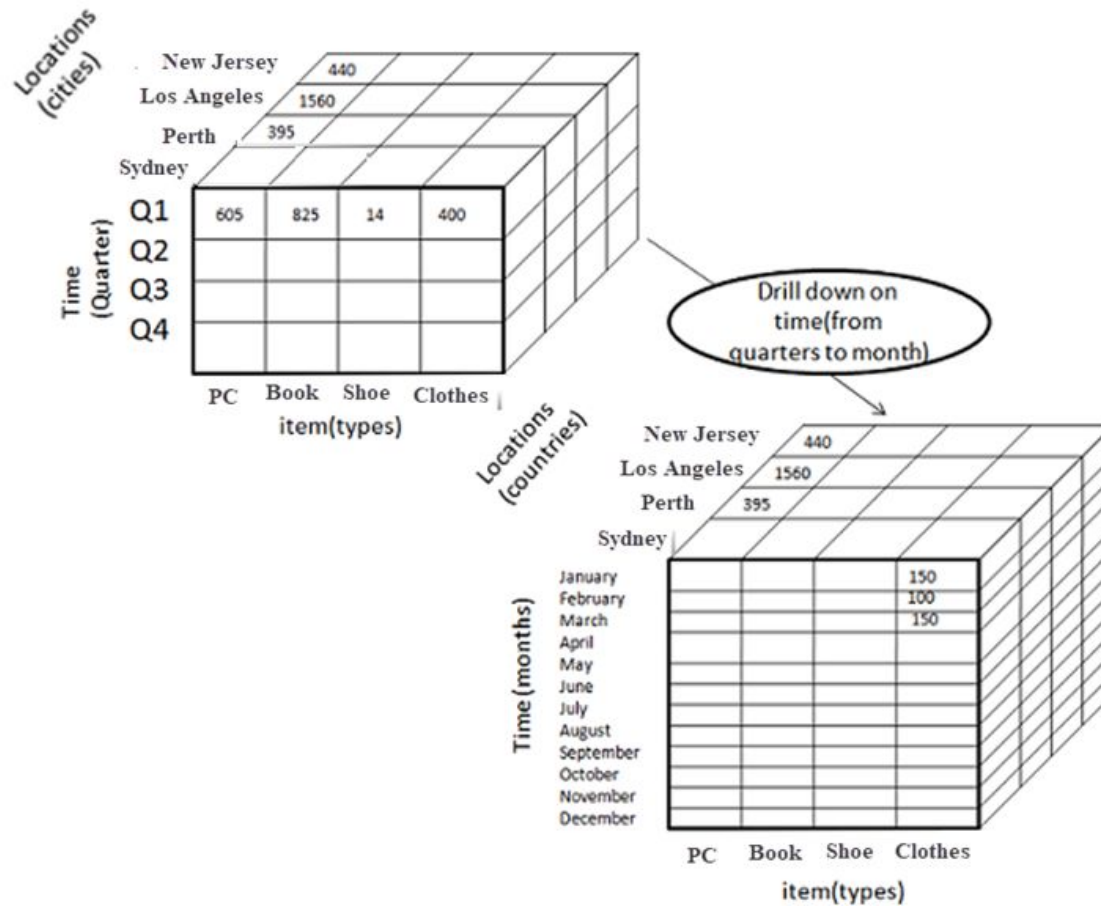 Locations
(cities)
New Jersey
440
Los Angeles
1560
Perth
395
Sydney
Time
(Quarter)
Q1 605 825 14 400
Q2
Q3
Q4
PC Book Shoe Clothes
item(types)
Drill down on
time(from
quarters to month)
Locations
(countries)
New Jersey
440
Los Angeles
1560
Perth
395
Sydney
Time (months)
January 150
February 100
March 150
April
May
June
July
August
September
October
November
December
PC Book Shoe Clothes
item(types)